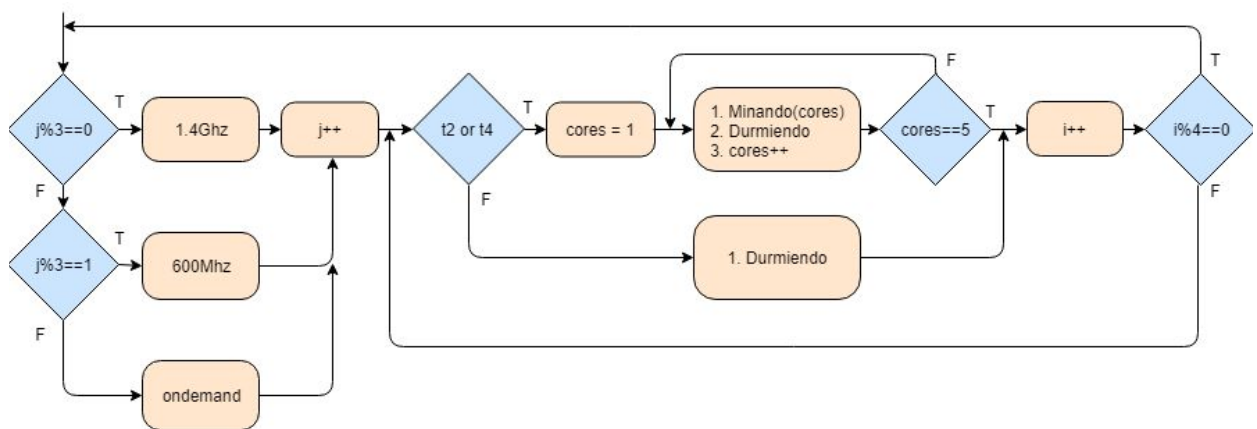 F
T
T
j%3==0
1.4Ghz
j++
t2 or t4
T
cores = 1
1. Minando(cores)
2. Durmiendo
3. cores++
cores==5
T
i++
i%4==0
F
F
F
j%3==1
T
600Mhz
1. Durmiendo
F
ondemand